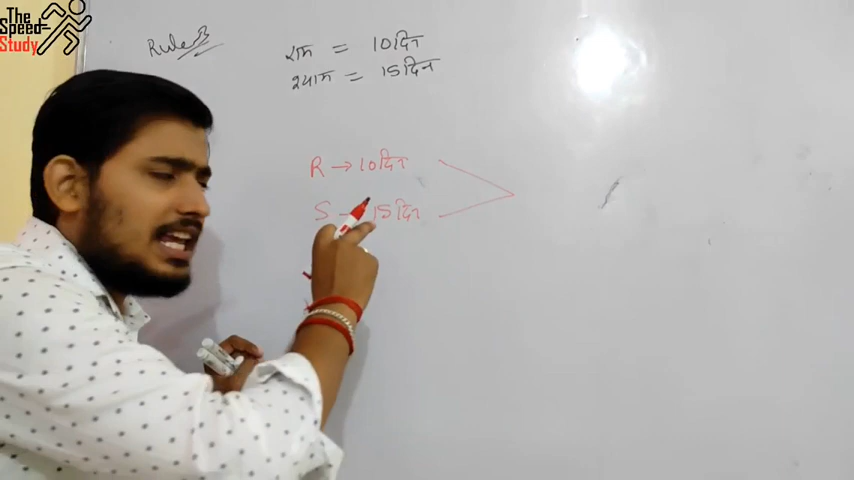 The
Speed
Study
Rule 3
राम = 10 दिन
श्याम = 15 दिन
R → 10 दिन
S → 15 दिन